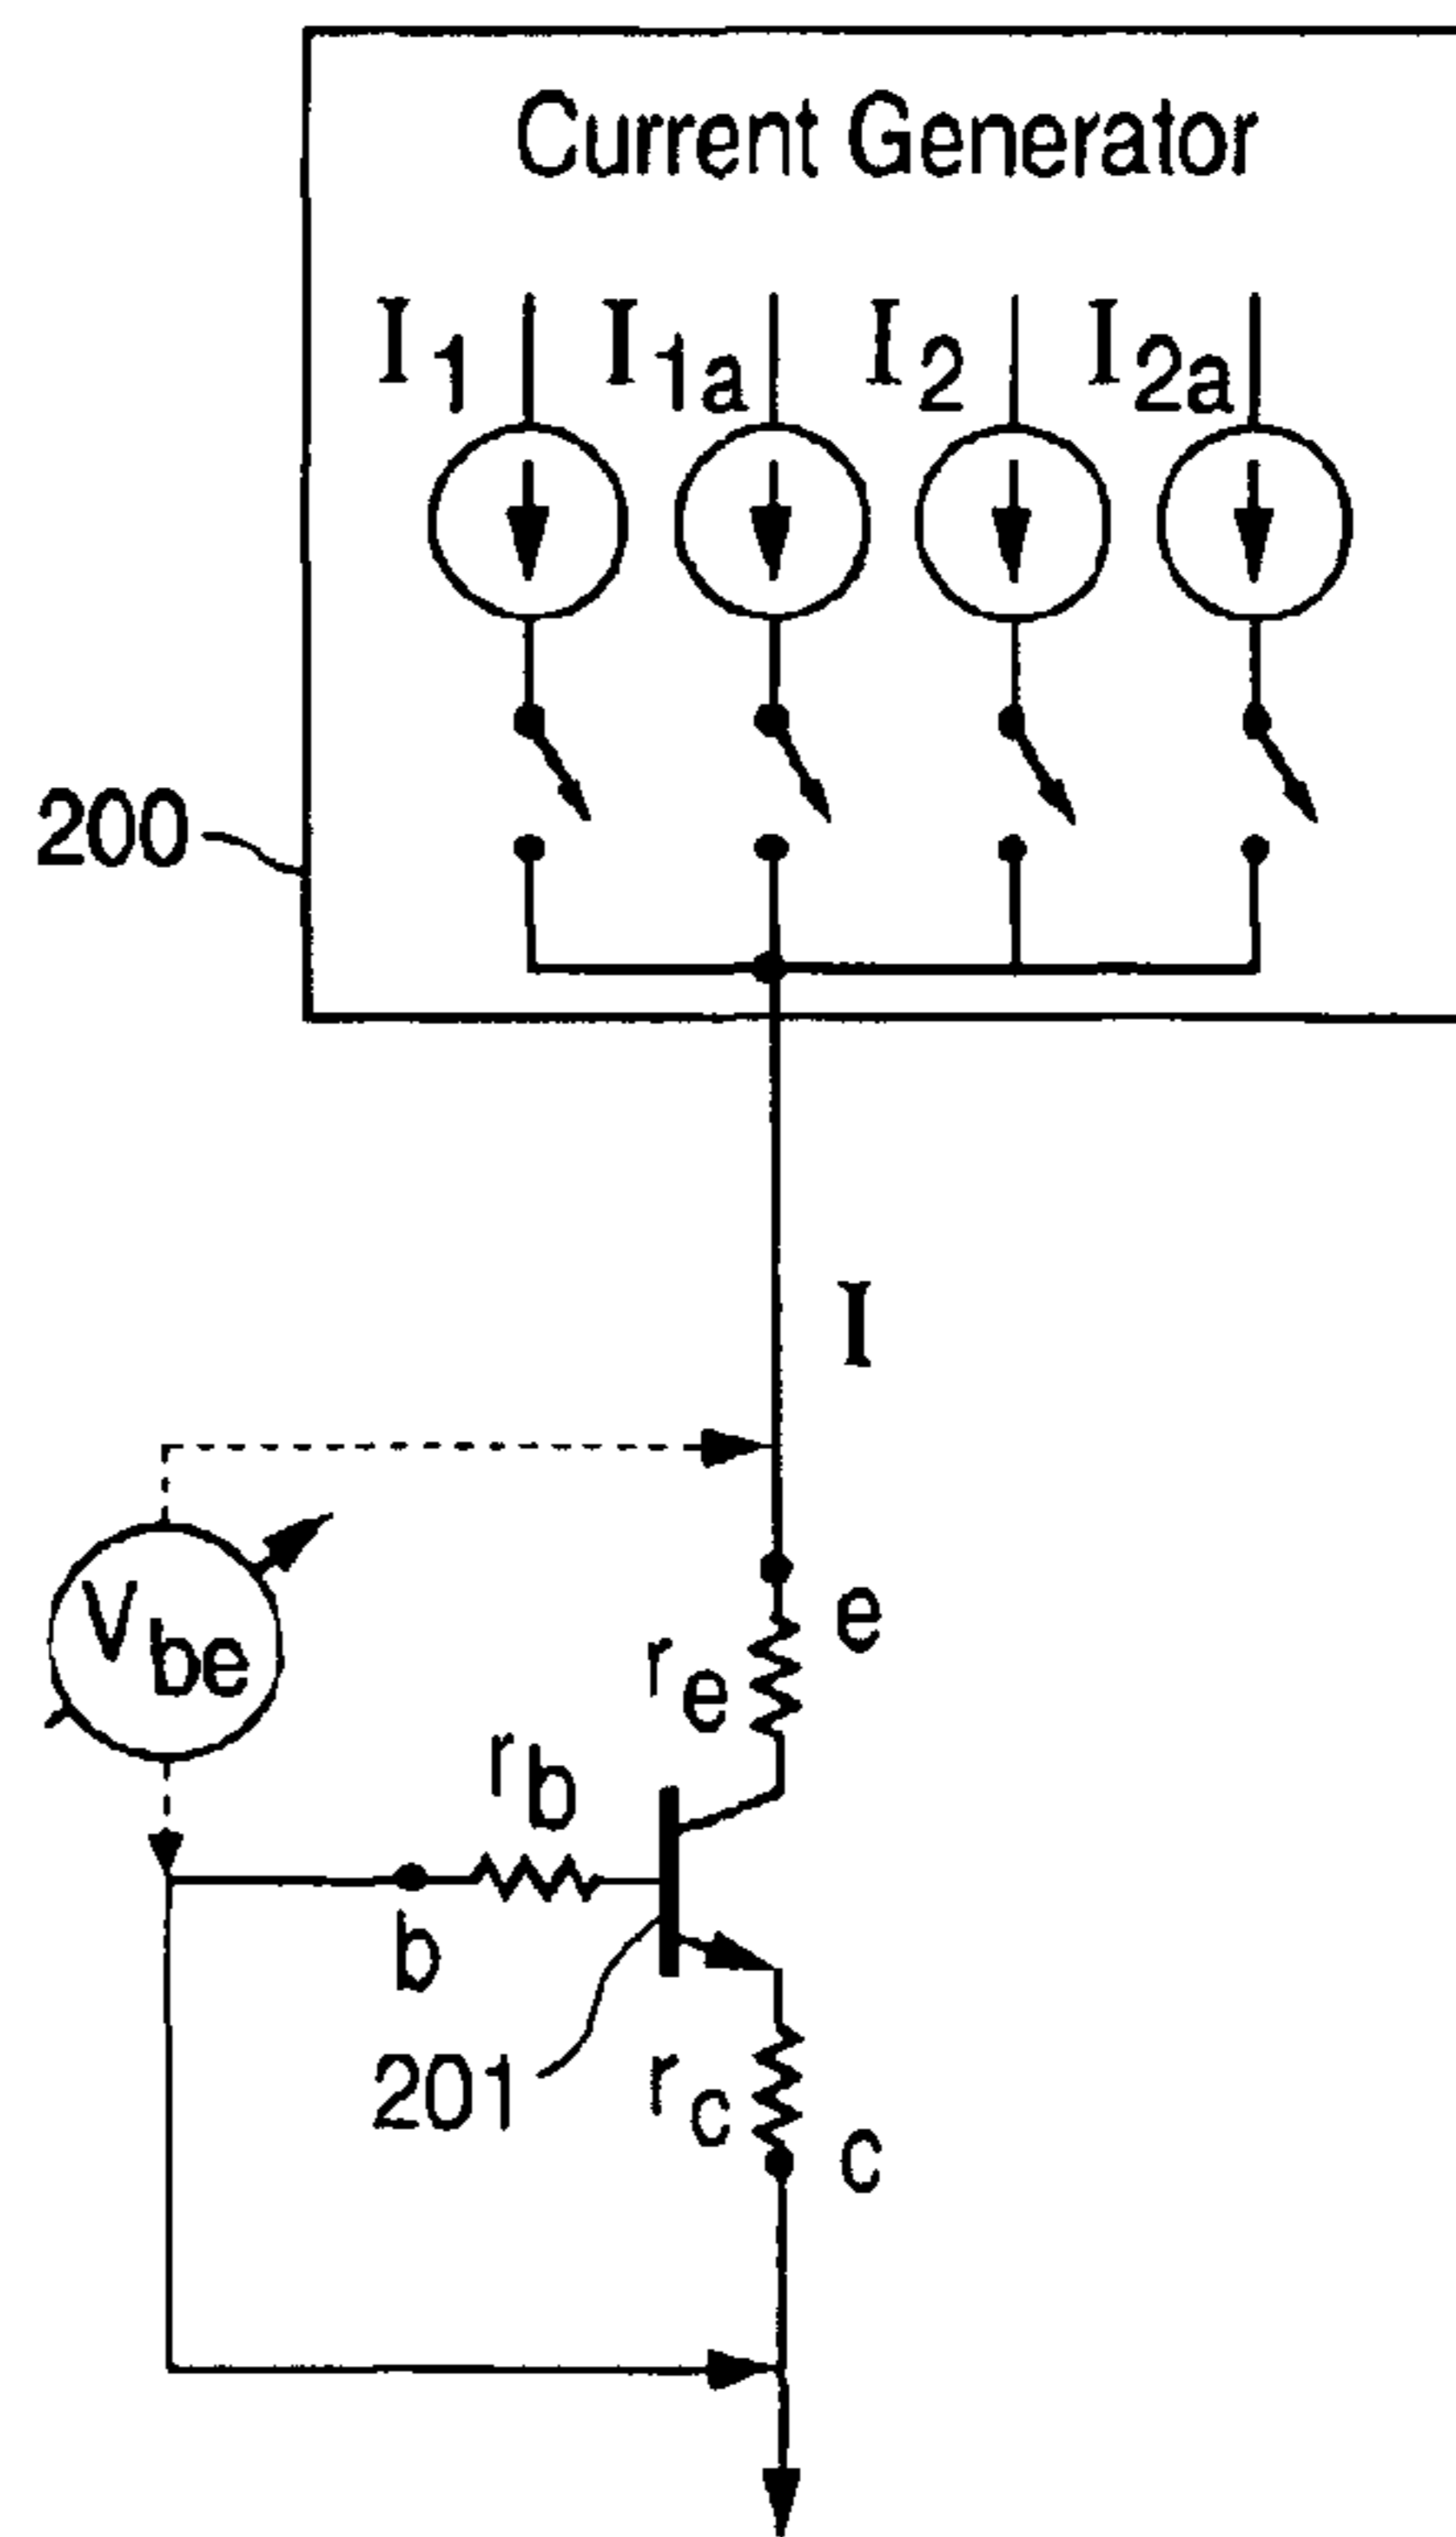 Current Generator
I1 I1a I2 I2a
200
I
Vbe
e
re
rb
b
201
rc
c